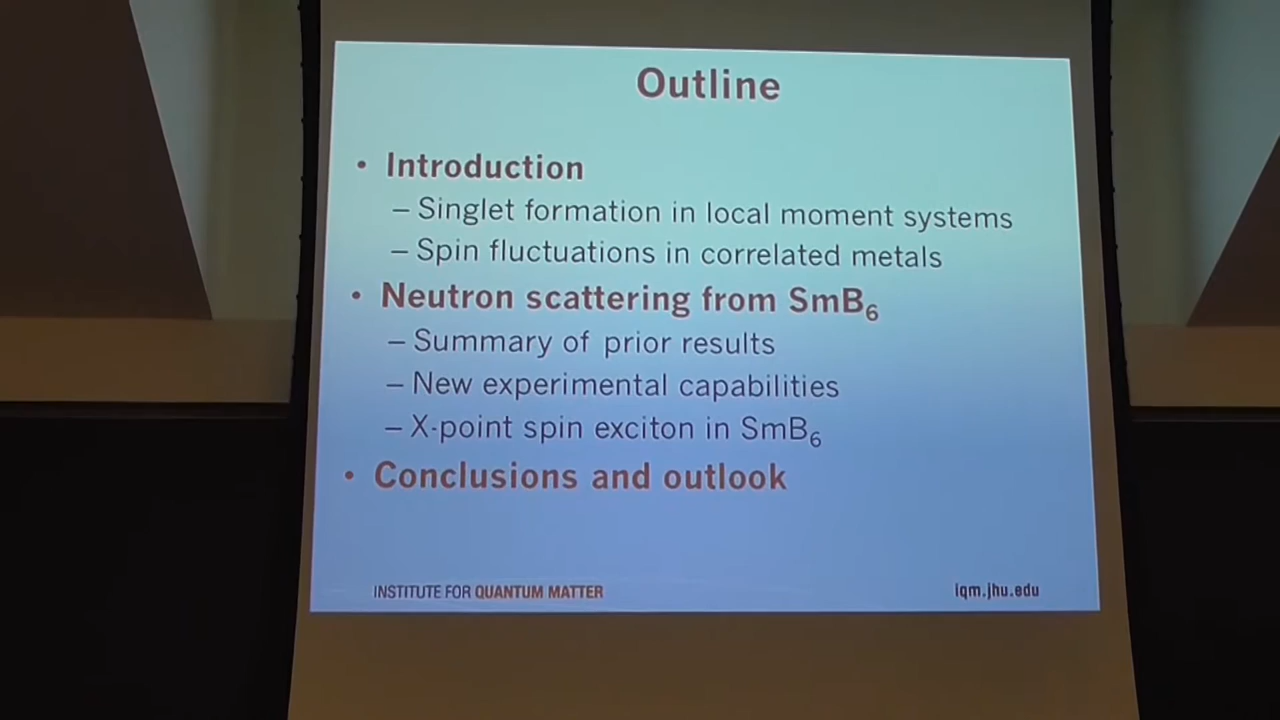 Outline
• Introduction
– Singlet formation in local moment systems
– Spin fluctuations in correlated metals
• Neutron scattering from SmB₆
– Summary of prior results
– New experimental capabilities
– X-point spin exciton in SmB₆
• Conclusions and outlook
INSTITUTE FOR QUANTUM MATTER
iqm.jhu.edu